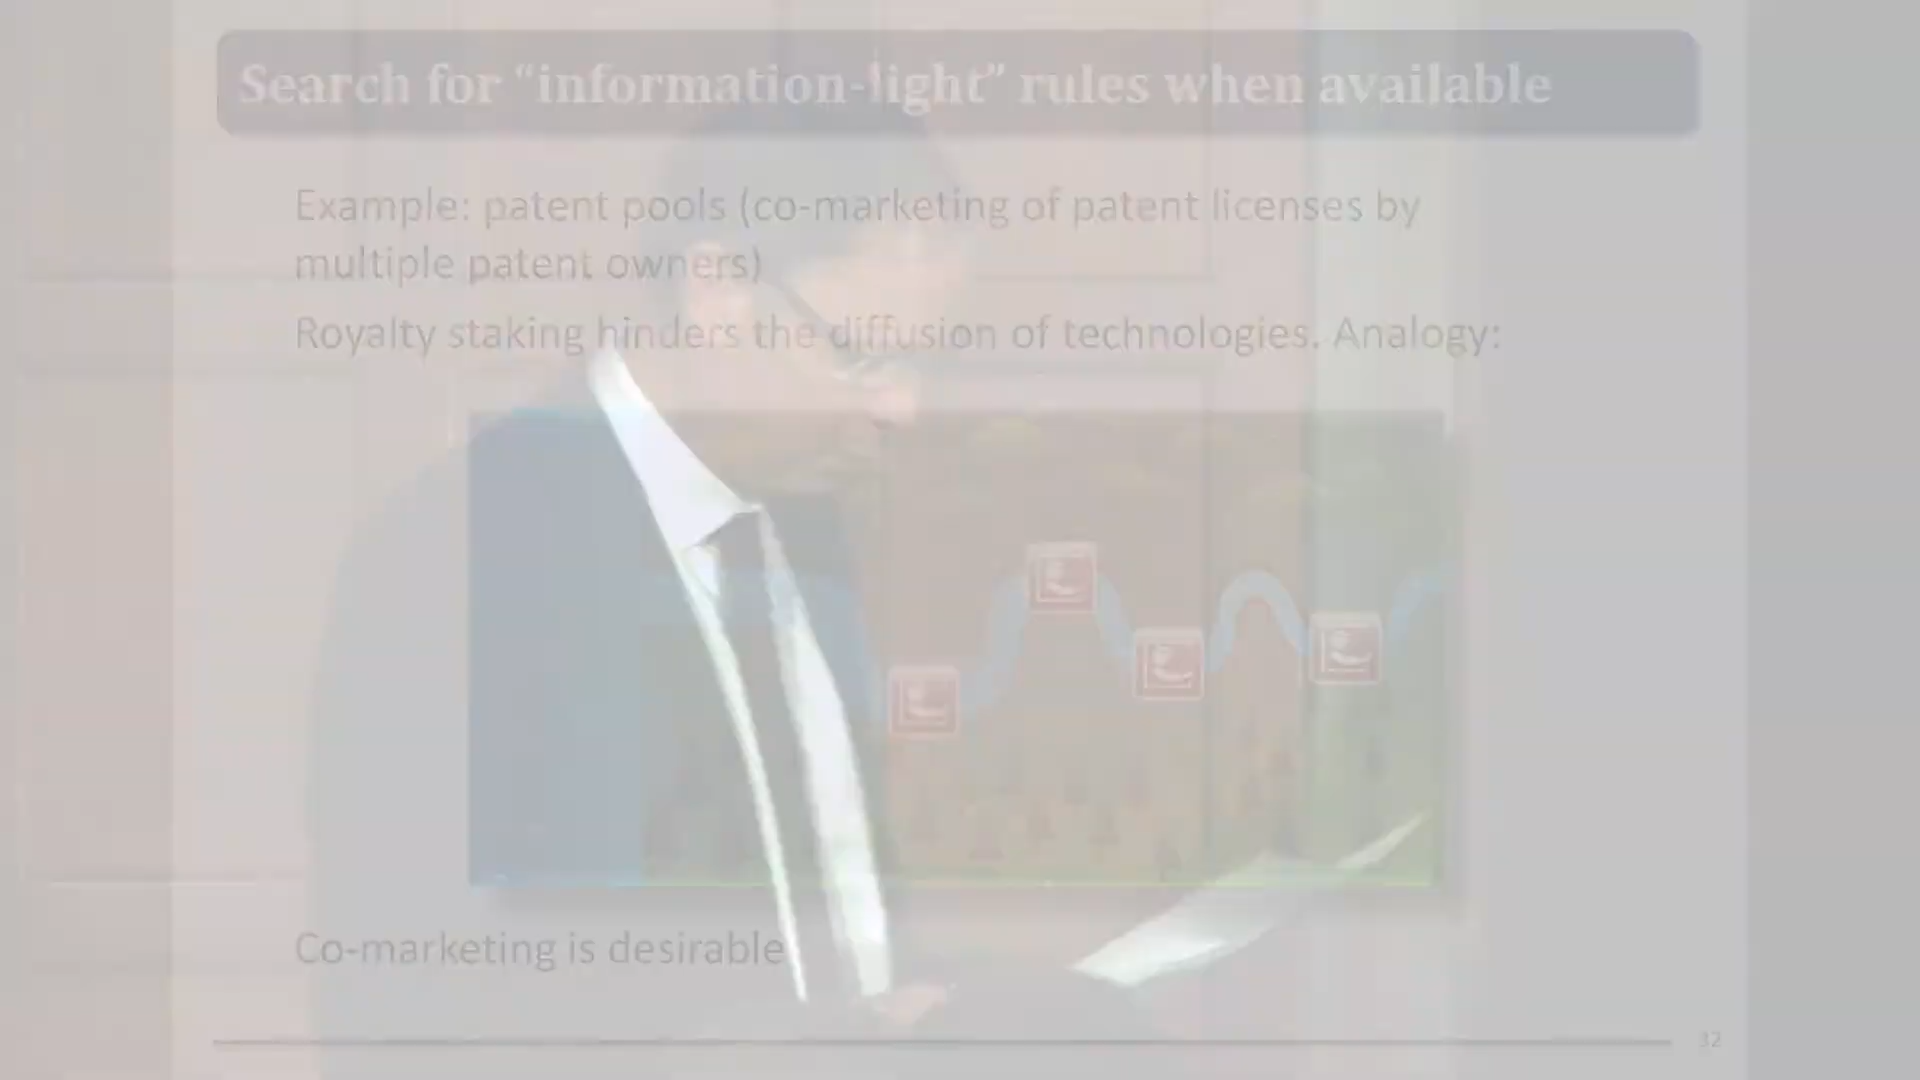 Search for “information-light” rules when available
Example: patent pools (co-marketing of patent licenses by
multiple patent owners)
Royalty staking hinders the diffusion of technologies. Analogy:
Co-marketing is desirable
32